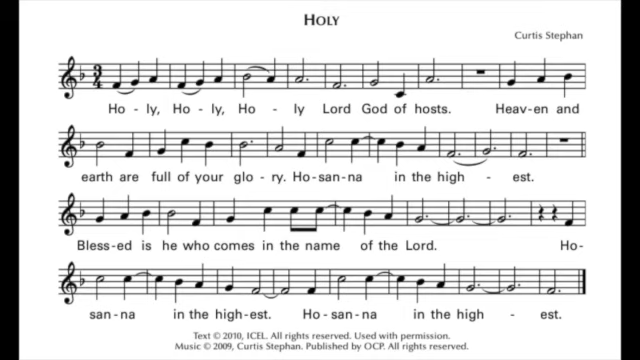 HOLY
Curtis Stephan
3
4
Ho - ly, Ho - ly, Ho - ly Lord God of hosts. Heav-en and
earth are full of your glo - ry. Ho-san-na in the high - est.
Bless-ed is he who comes in the name of the Lord. Ho-
san-na in the high-est. Ho-san-na in the high - est.
Text © 2010, ICEL. All rights reserved. Used with permission.
Music © 2009, Curtis Stephan. Published by OCP. All rights reserved.